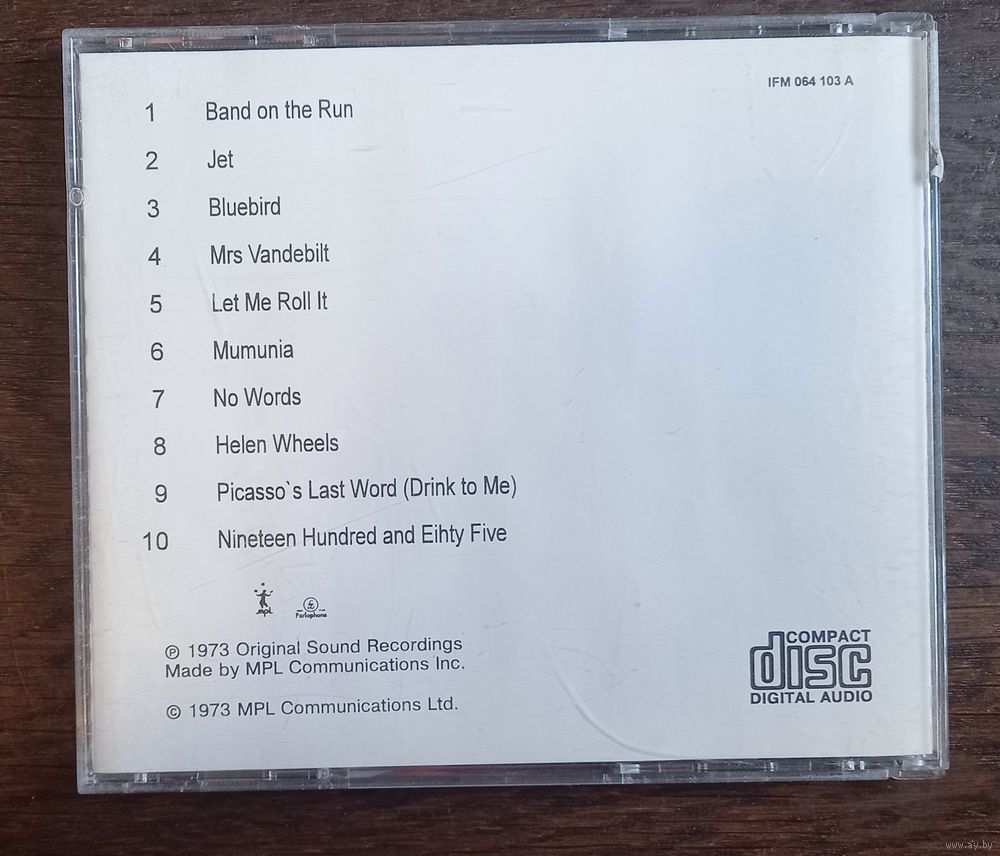 IFM 064 103 A
1 Band on the Run
2 Jet
3 Bluebird
4 Mrs Vandebilt
5 Let Me Roll It
6 Mumunia
7 No Words
8 Helen Wheels
9 Picasso`s Last Word (Drink to Me)
10 Nineteen Hundred and Eihty Five
MPL
Parlophone
℗ 1973 Original Sound Recordings
Made by MPL Communications Inc.
© 1973 MPL Communications Ltd.
COMPACT
disc
DIGITAL AUDIO
www.ay.by